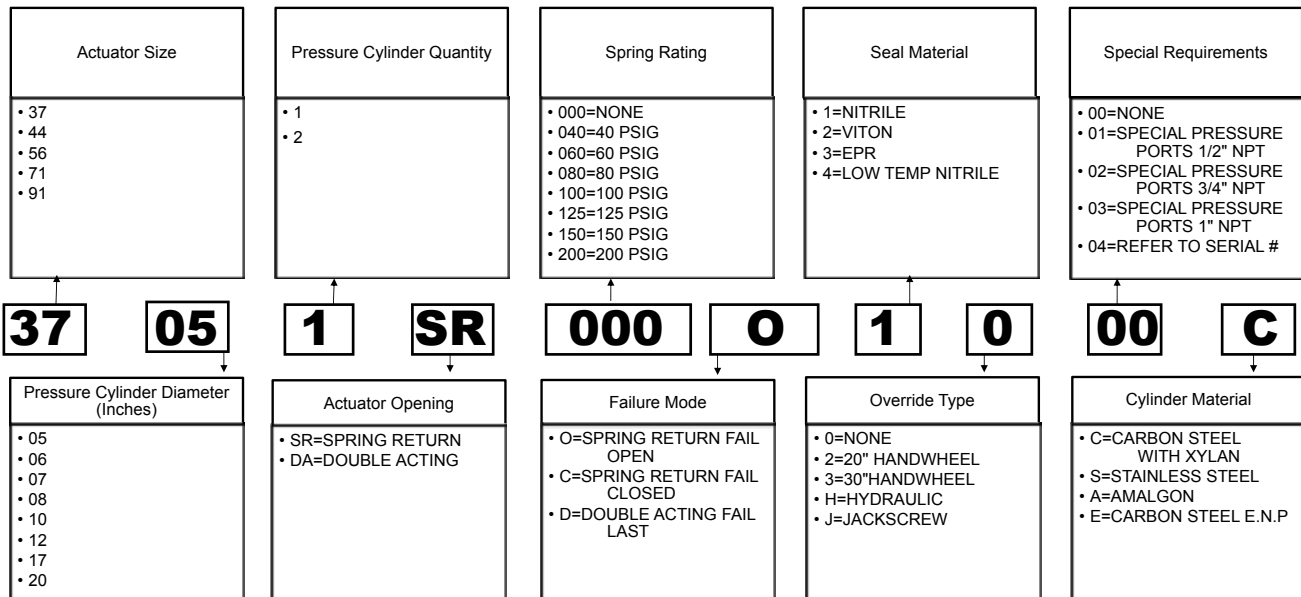 Actuator Size
• 37
• 44
• 56
• 71
• 91
Pressure Cylinder Quantity
• 1
• 2
Spring Rating
• 000=NONE
• 040=40 PSIG
• 060=60 PSIG
• 080=80 PSIG
• 100=100 PSIG
• 125=125 PSIG
• 150=150 PSIG
• 200=200 PSIG
Seal Material
• 1=NITRILE
• 2=VITON
• 3=EPR
• 4=LOW TEMP NITRILE
Special Requirements
• 00=NONE
• 01=SPECIAL PRESSURE
PORTS 1/2" NPT
• 02=SPECIAL PRESSURE
PORTS 3/4" NPT
• 03=SPECIAL PRESSURE
PORTS 1" NPT
• 04=REFER TO SERIAL #
37 05 1 SR 000 O 1 0 00 C
Pressure Cylinder Diameter
(Inches)
• 05
• 06
• 07
• 08
• 10
• 12
• 17
• 20
Actuator Opening
• SR=SPRING RETURN
• DA=DOUBLE ACTING
Failure Mode
• O=SPRING RETURN FAIL
OPEN
• C=SPRING RETURN FAIL
CLOSED
• D=DOUBLE ACTING FAIL
LAST
Override Type
• 0=NONE
• 2=20" HANDWHEEL
• 3=30"HANDWHEEL
• H=HYDRAULIC
• J=JACKSCREW
Cylinder Material
• C=CARBON STEEL
WITH XYLAN
• S=STAINLESS STEEL
• A=AMALGON
• E=CARBON STEEL E.N.P